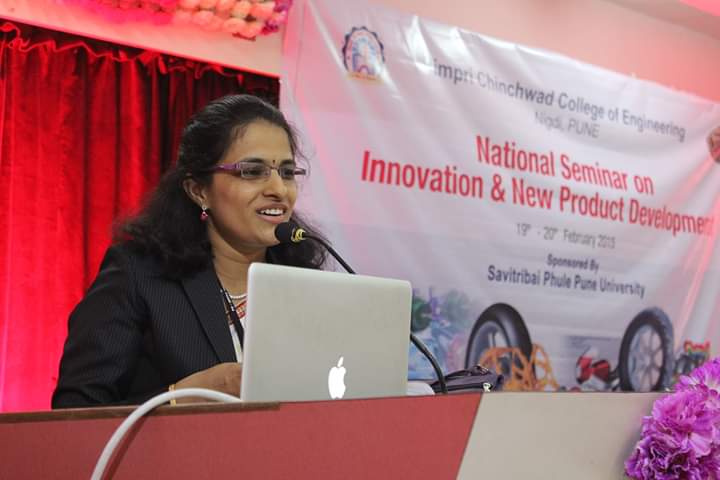 impri Chinchwad College of Engineering
Nigdi, PUNE
National Seminar on
Innovation & New Product Development
19th - 20th February 2015
Sponsored By
Savitribai Phule Pune University